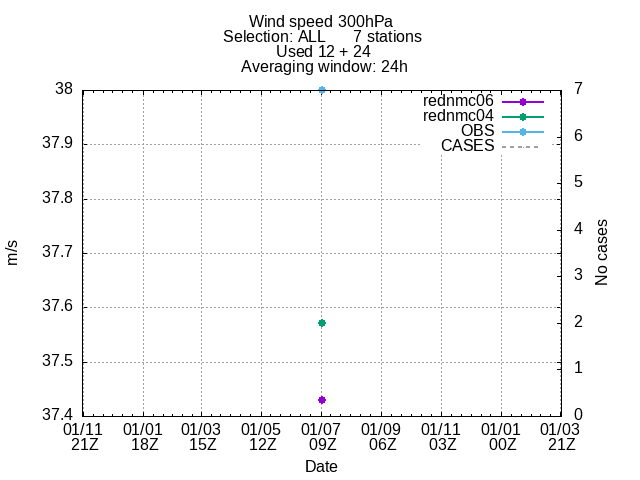 Wind speed 300hPa
Selection: ALL 7 stations
Used 12 + 24
Averaging window: 24h
38
37.9
37.8
37.7
37.6
37.5
37.4
m/s
7
6
5
4
3
2
1
0
No cases
rednmc06
rednmc04
OBS
CASES
01/11 01/01 01/03 01/05 01/07 01/09 01/11 01/01 01/03
21Z 18Z 15Z 12Z 09Z 06Z 03Z 00Z 21Z
Date